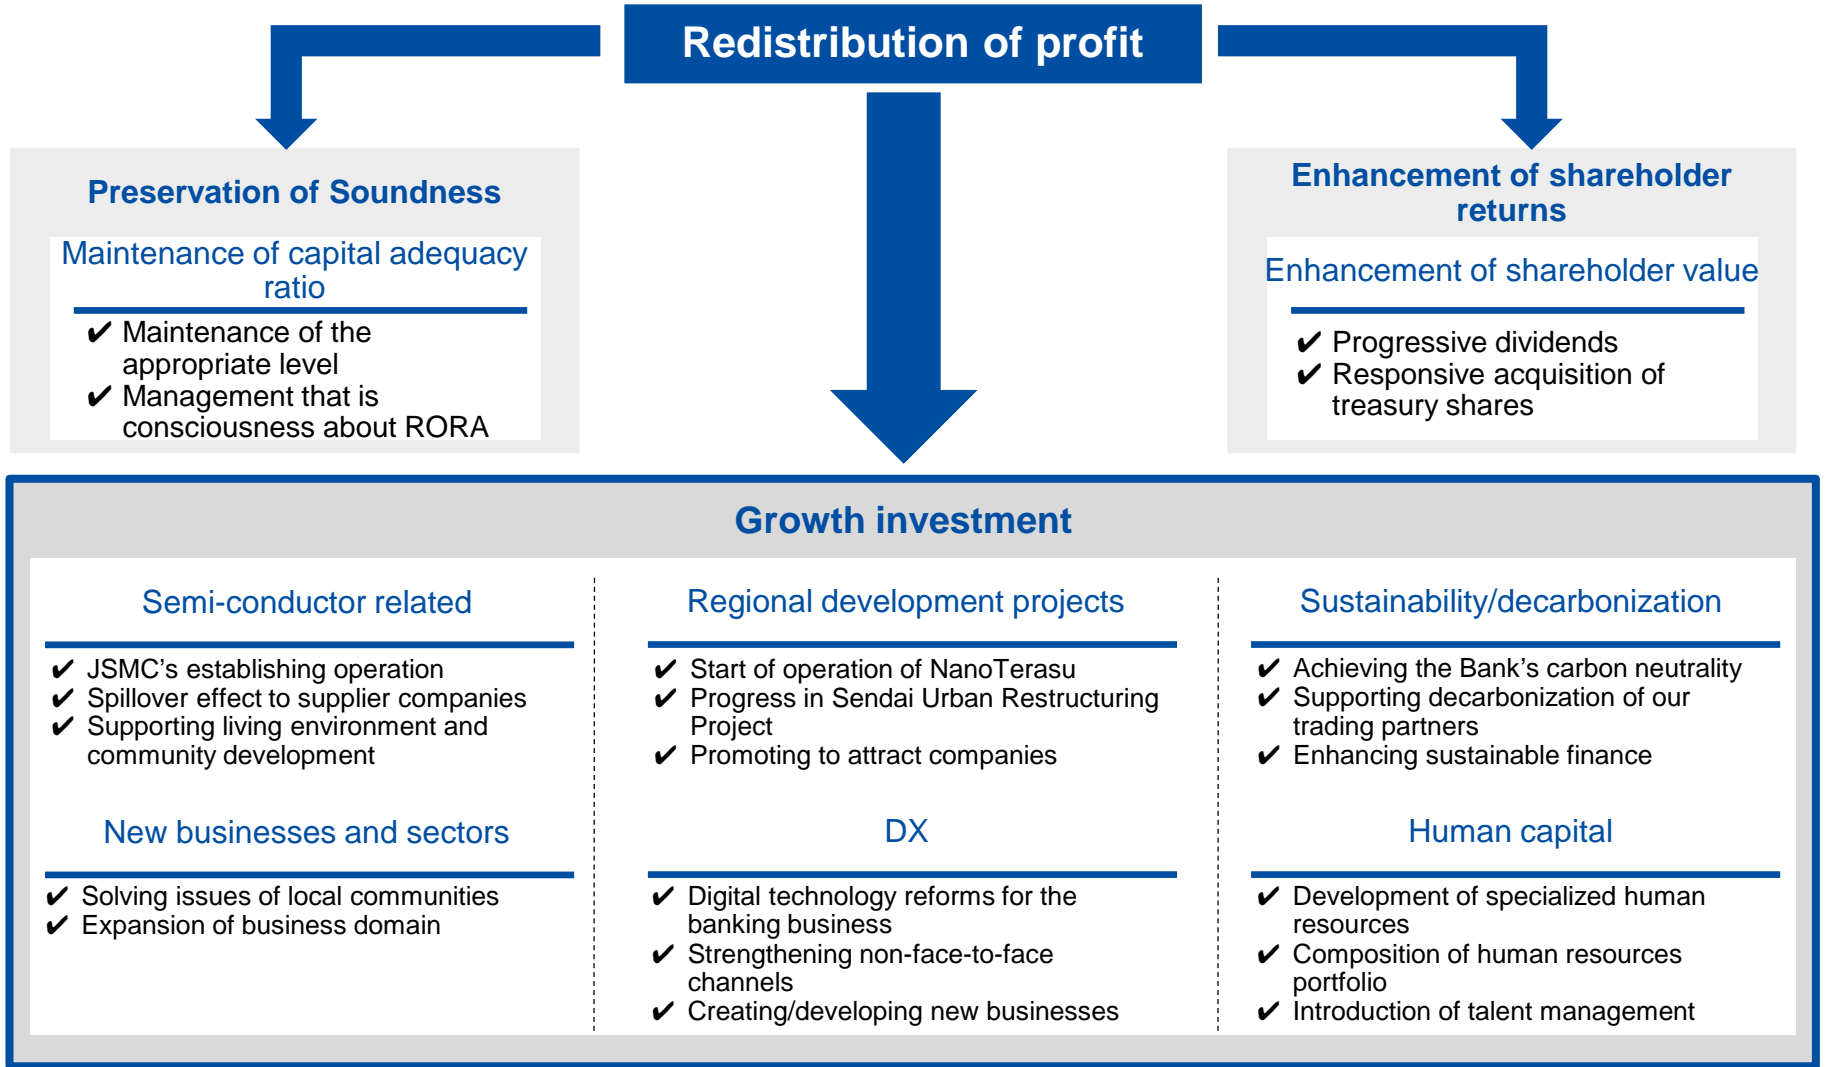 Redistribution of profit
Preservation of Soundness
Maintenance of capital adequacy
ratio
✔ Maintenance of the
appropriate level
✔ Management that is
consciousness about RORA
Enhancement of shareholder
returns
Enhancement of shareholder value
✔ Progressive dividends
✔ Responsive acquisition of
treasury shares
Growth investment
Semi-conductor related
✔ JSMC’s establishing operation
✔ Spillover effect to supplier companies
✔ Supporting living environment and
community development
Regional development projects
✔ Start of operation of NanoTerasu
✔ Progress in Sendai Urban Restructuring
Project
✔ Promoting to attract companies
Sustainability/decarbonization
✔ Achieving the Bank’s carbon neutrality
✔ Supporting decarbonization of our
trading partners
✔ Enhancing sustainable finance
New businesses and sectors
✔ Solving issues of local communities
✔ Expansion of business domain
DX
✔ Digital technology reforms for the
banking business
✔ Strengthening non-face-to-face
channels
✔ Creating/developing new businesses
Human capital
✔ Development of specialized human
resources
✔ Composition of human resources
portfolio
✔ Introduction of talent management